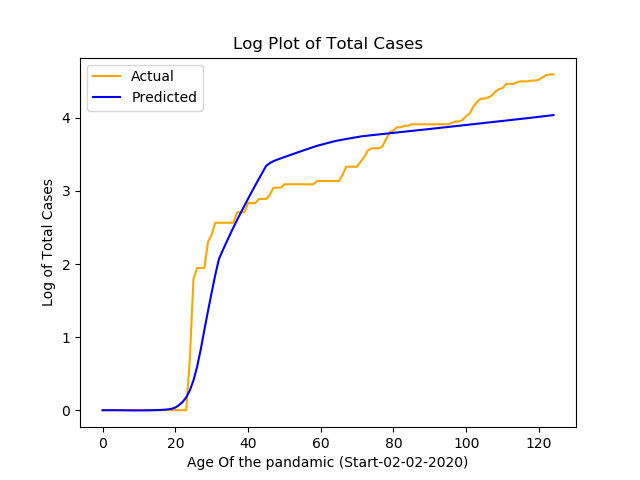 Log Plot of Total Cases
Actual
Predicted
4
3
2
1
0
Log of Total Cases
0 20 40 60 80 100 120
Age Of the pandamic (Start-02-02-2020)